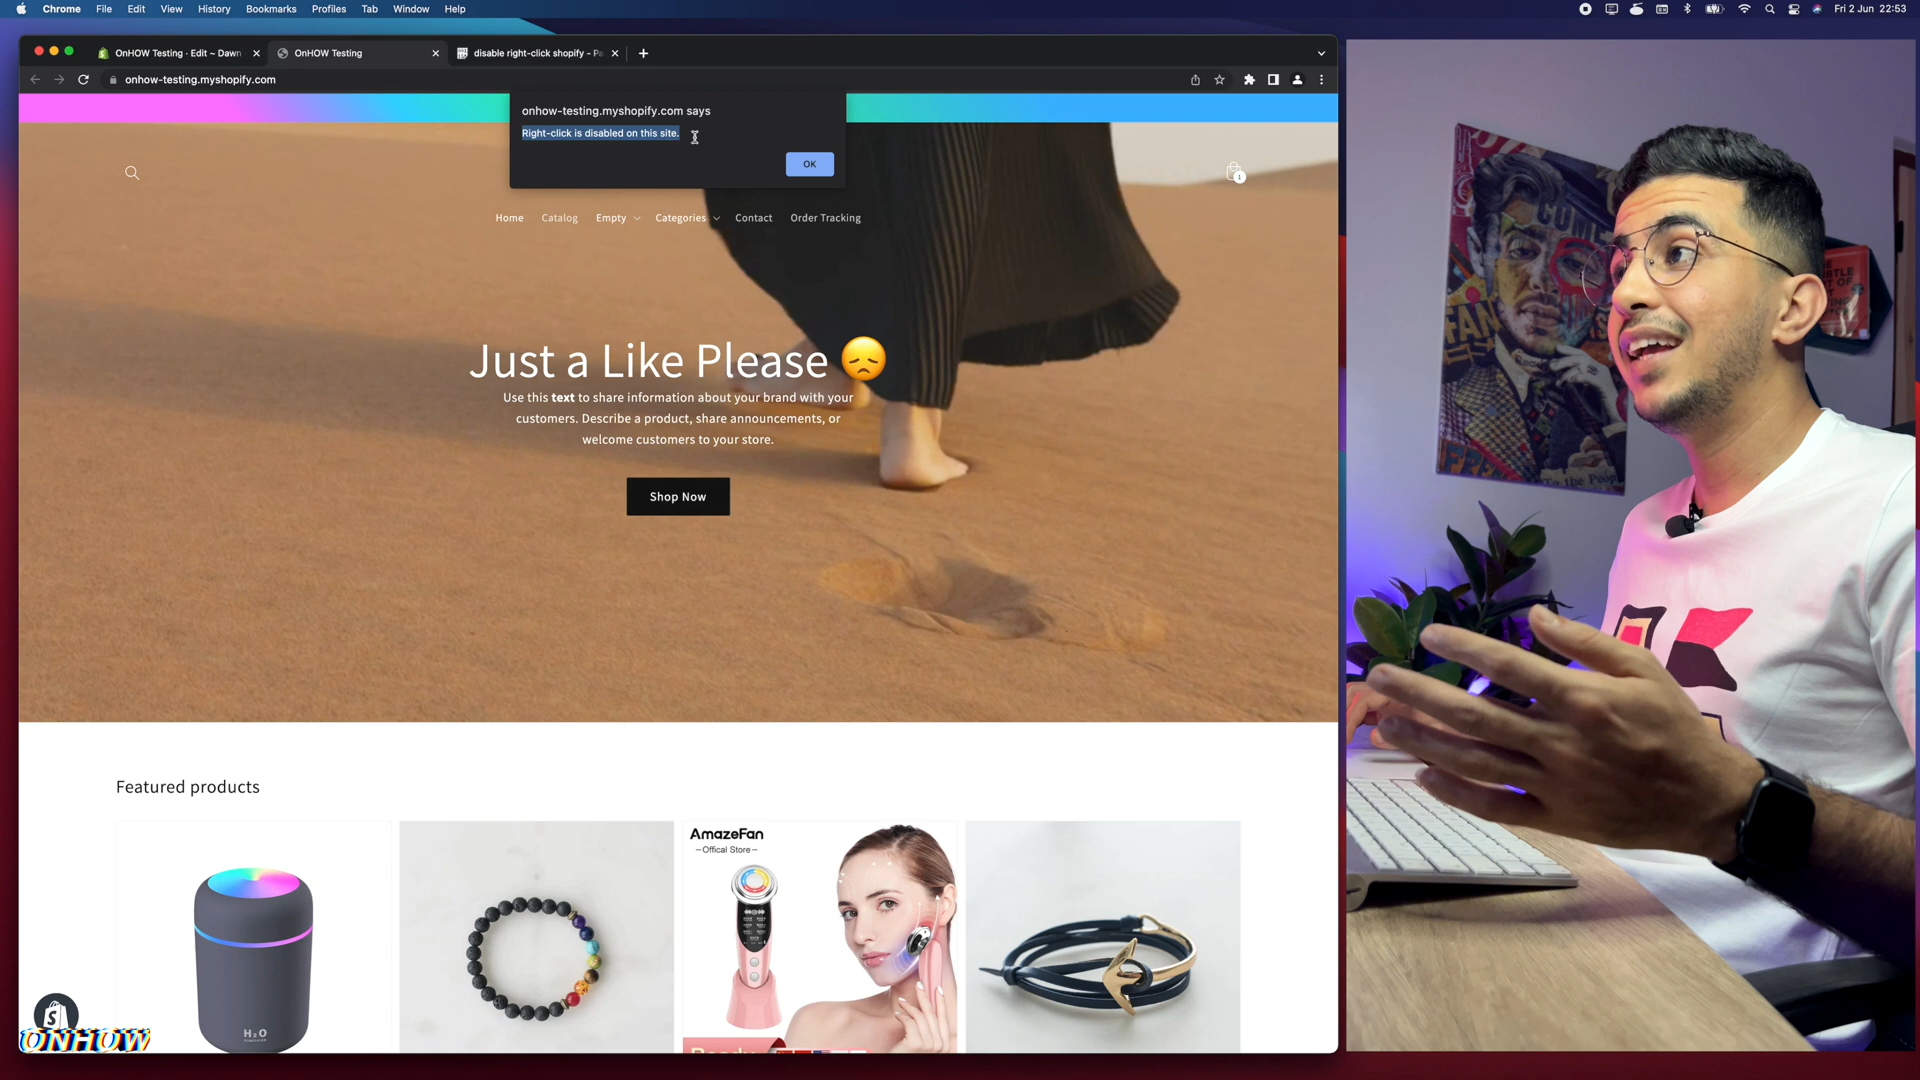 Chrome File Edit View History Bookmarks Profiles Tab Window Help
Fri 2 Jun 22:53
OnHOW Testing · Edit ~ Dawn
OnHOW Testing
disable right-click shopify - Pa
onhow-testing.myshopify.com
onhow-testing.myshopify.com says
Right-click is disabled on this site.
OK
1
Home Catalog Empty Categories Contact Order Tracking
Just a Like Please 😞
Use this text to share information about your brand with your
customers. Describe a product, share announcements, or
welcome customers to your store.
Shop Now
Featured products
H₂O
AmazeFan
–Offical Store–
ONHOW